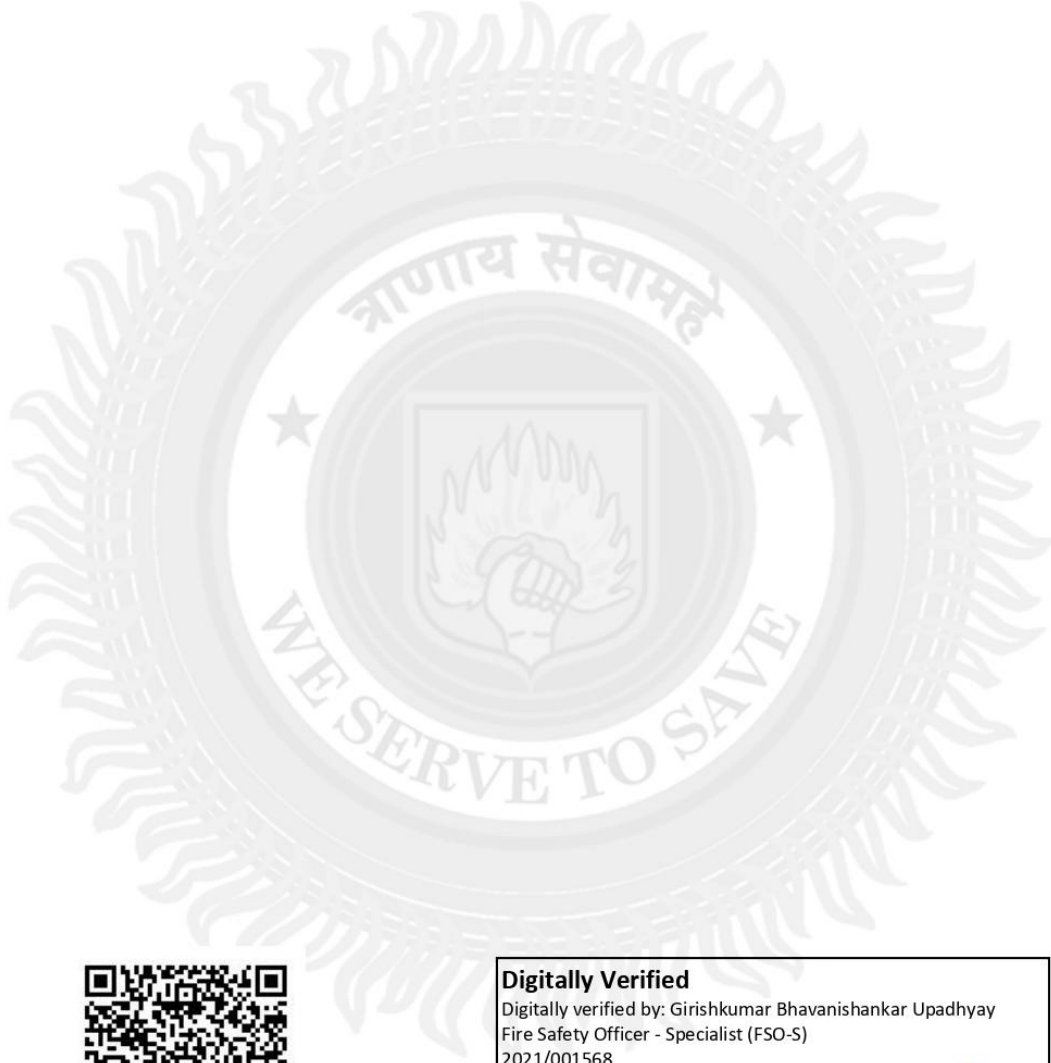 त्राणाय सेवामहे
WE SERVE TO SAVE
Digitally Verified
Digitally verified by: Girishkumar Bhavanishankar Upadhyay
Fire Safety Officer - Specialist (FSO-S)
2021/001568